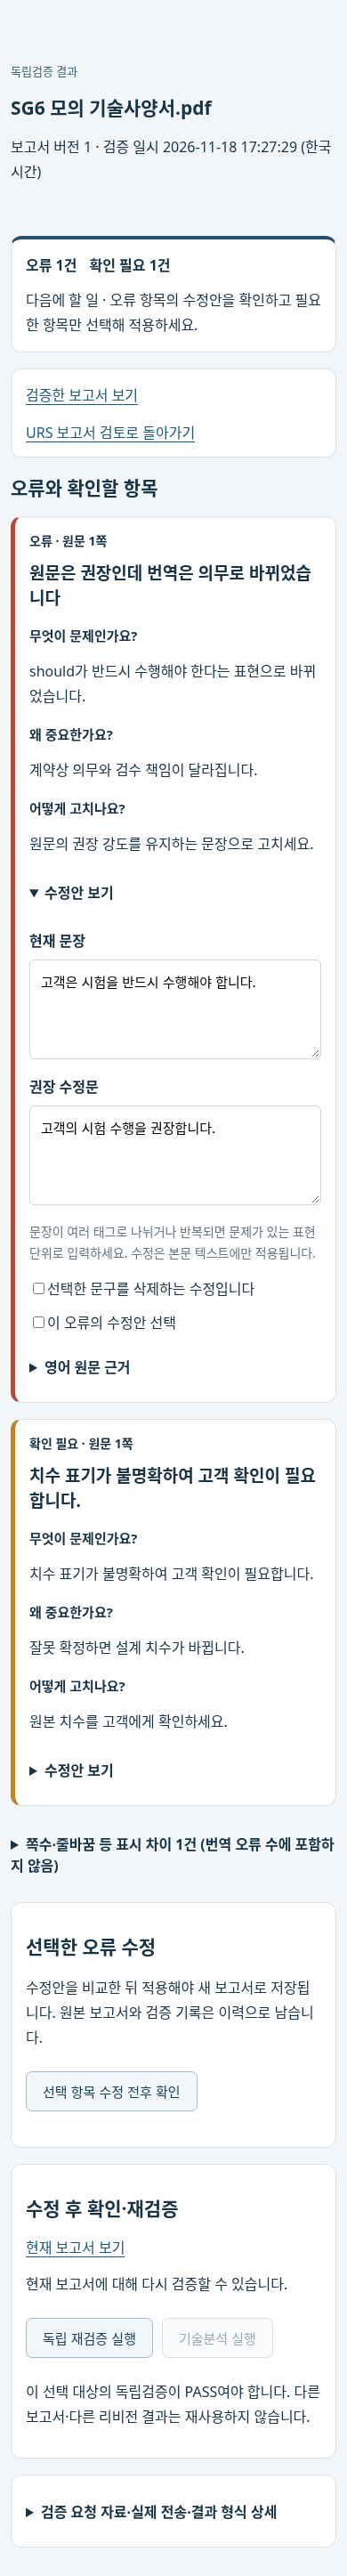 독립검증 결과
SG6 모의 기술사양서.pdf
보고서 버전 1 · 검증 일시 2026-11-18 17:27:29 (한국
시간)
오류 1건 확인 필요 1건
다음에 할 일 · 오류 항목의 수정안을 확인하고 필요
한 항목만 선택해 적용하세요.
검증한 보고서 보기
URS 보고서 검토로 돌아가기
오류와 확인할 항목
오류 · 원문 1쪽
원문은 권장인데 번역은 의무로 바뀌었습
니다
무엇이 문제인가요?
should가 반드시 수행해야 한다는 표현으로 바뀌
었습니다.
왜 중요한가요?
계약상 의무와 검수 책임이 달라집니다.
어떻게 고치나요?
원문의 권장 강도를 유지하는 문장으로 고치세요.
▼ 수정안 보기
현재 문장
고객은 시험을 반드시 수행해야 합니다.
권장 수정문
고객의 시험 수행을 권장합니다.
문장이 여러 태그로 나뉘거나 반복되면 문제가 있는 표현
단위로 입력하세요. 수정은 본문 텍스트에만 적용됩니다.
선택한 문구를 삭제하는 수정입니다
이 오류의 수정안 선택
▶ 영어 원문 근거
확인 필요 · 원문 1쪽
치수 표기가 불명확하여 고객 확인이 필요
합니다.
무엇이 문제인가요?
치수 표기가 불명확하여 고객 확인이 필요합니다.
왜 중요한가요?
잘못 확정하면 설계 치수가 바뀝니다.
어떻게 고치나요?
원본 치수를 고객에게 확인하세요.
▶ 수정안 보기
▶ 쪽수·줄바꿈 등 표시 차이 1건 (번역 오류 수에 포함하
지 않음)
선택한 오류 수정
수정안을 비교한 뒤 적용해야 새 보고서로 저장됩
니다. 원본 보고서와 검증 기록은 이력으로 남습니
다.
선택 항목 수정 전후 확인
수정 후 확인·재검증
현재 보고서 보기
현재 보고서에 대해 다시 검증할 수 있습니다.
독립 재검증 실행 기술분석 실행
이 선택 대상의 독립검증이 PASS여야 합니다. 다른
보고서·다른 리비전 결과는 재사용하지 않습니다.
▶ 검증 요청 자료·실제 전송·결과 형식 상세